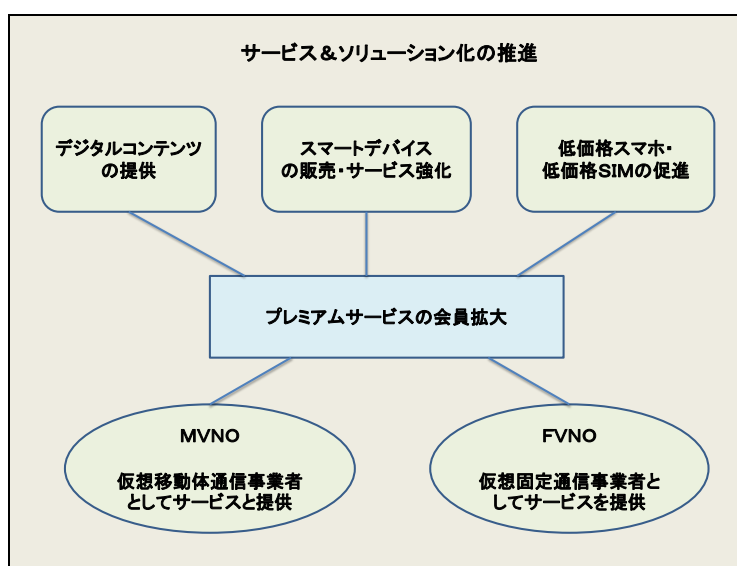 サービス＆ソリューション化の推進
デジタルコンテンツ
の提供
スマートデバイス
の販売・サービス強化
低価格スマホ・
低価格SIMの促進
プレミアムサービスの会員拡大
MVNO
仮想移動体通信事業者
としてサービスと提供
FVNO
仮想固定通信事業者と
してサービスを提供